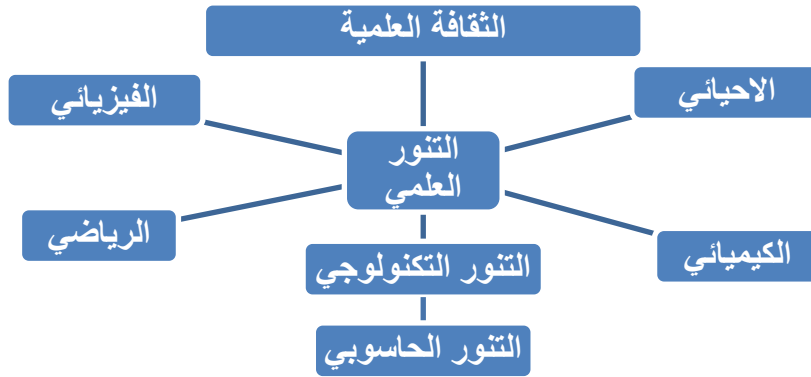 الثقافة العلمية
الاحيائي
الفيزيائي
التنور
العلمي
الرياضي
الكيميائي
التنور التكنولوجي
التنور الحاسوبي